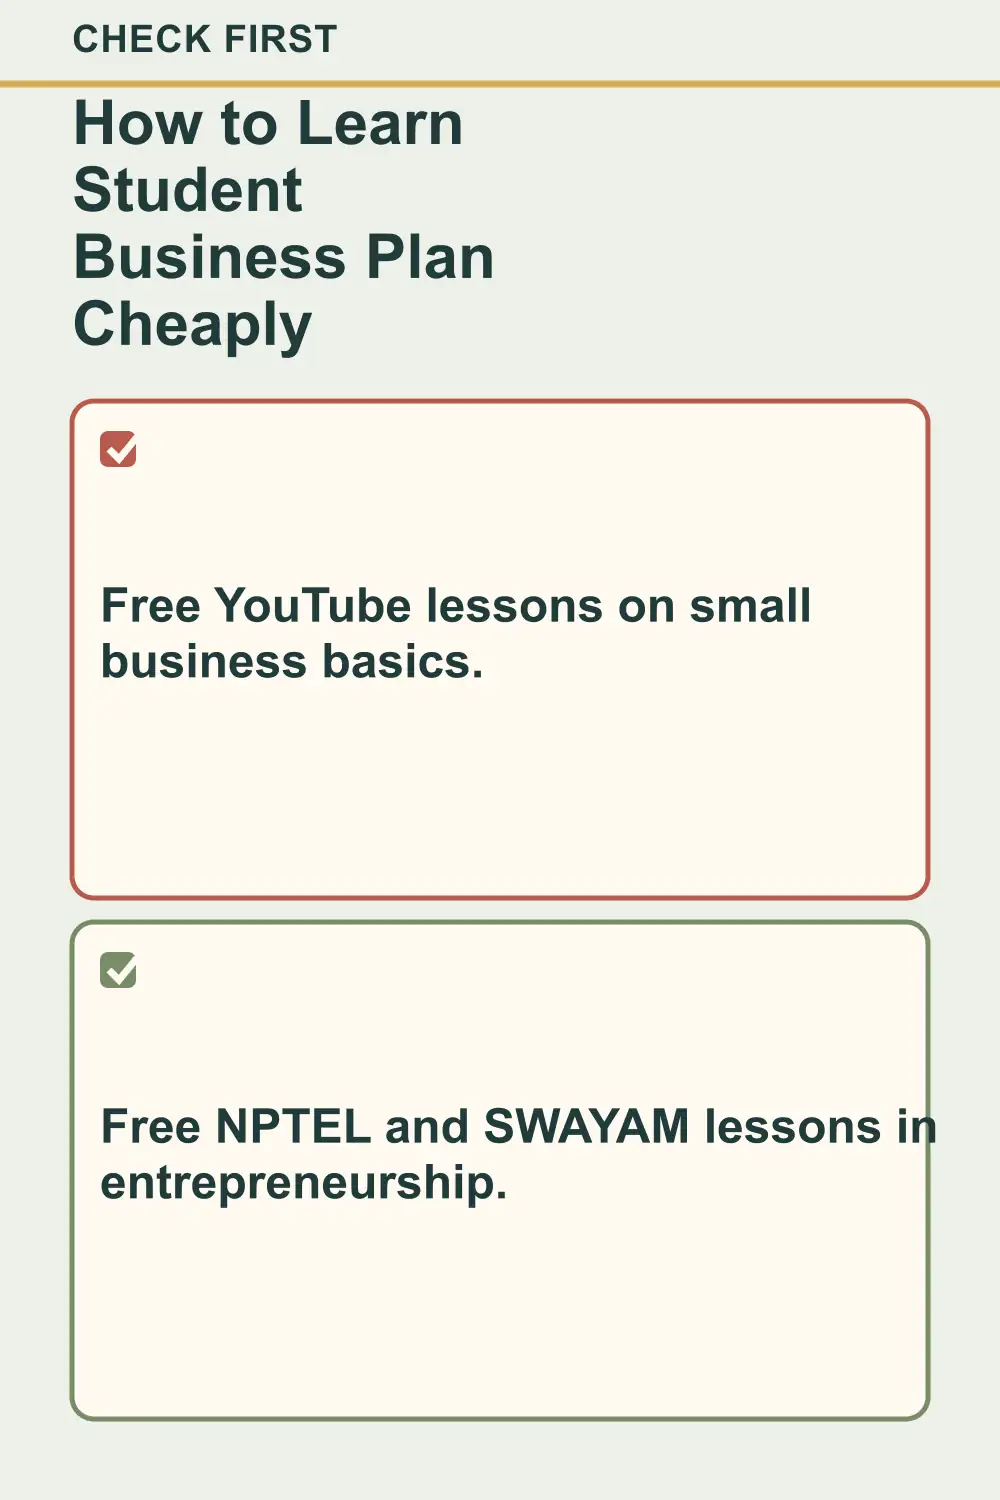 CHECK FIRST
How to Learn
Student
Business Plan
Cheaply
Free YouTube lessons on small
business basics.
Free NPTEL and SWAYAM lessons in
entrepreneurship.